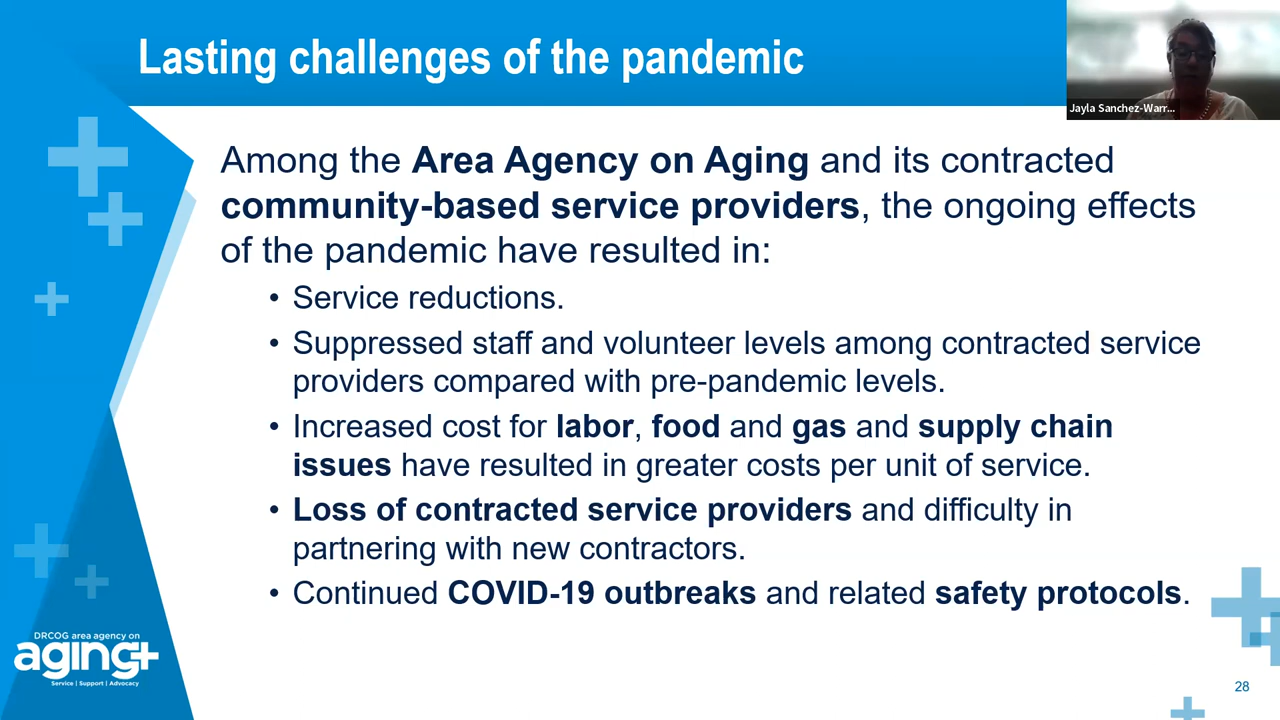 Lasting challenges of the pandemic
Jayla Sanchez-Warr...
Among the Area Agency on Aging and its contracted
community-based service providers, the ongoing effects
of the pandemic have resulted in:
• Service reductions.
• Suppressed staff and volunteer levels among contracted service
providers compared with pre-pandemic levels.
• Increased cost for labor, food and gas and supply chain
issues have resulted in greater costs per unit of service.
• Loss of contracted service providers and difficulty in
partnering with new contractors.
• Continued COVID-19 outbreaks and related safety protocols.
DRCOG area agency on
aging+
Service | Support | Advocacy
28